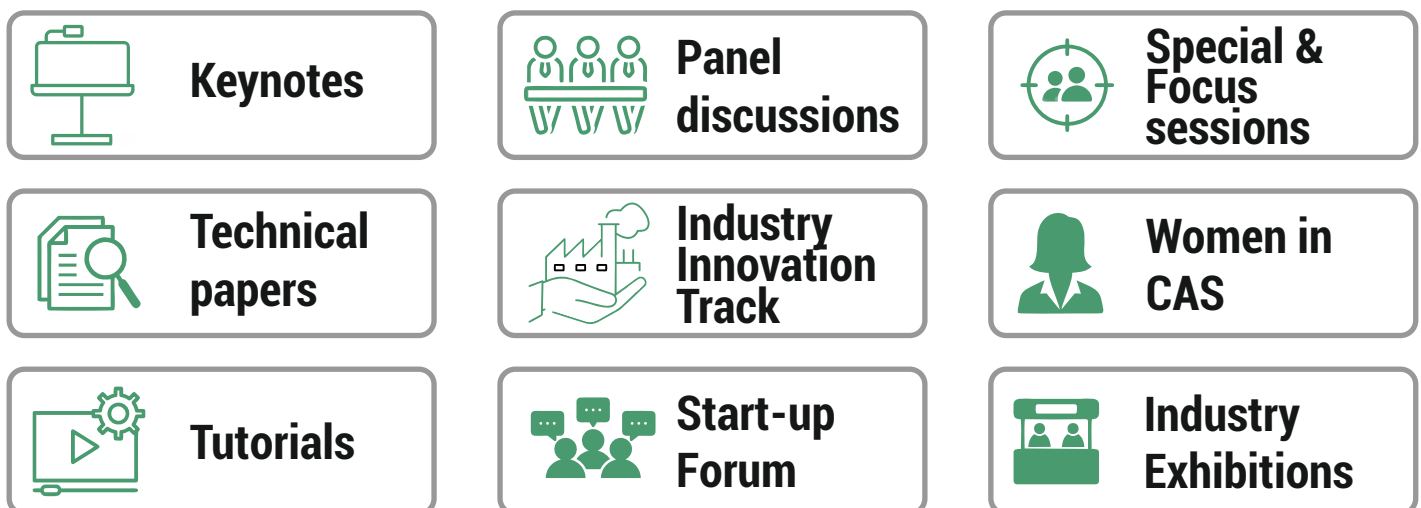 Keynotes
Panel
discussions
Special &
Focus
sessions
Technical
papers
Industry
Innovation
Track
Women in
CAS
Tutorials
Start-up
Forum
Industry
Exhibitions